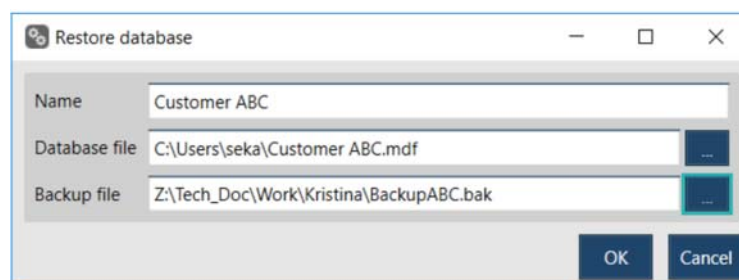 Restore database
Name Customer ABC
Database file C:\Users\seka\Customer ABC.mdf ...
Backup file Z:\Tech_Doc\Work\Kristina\BackupABC.bak ...
OK Cancel